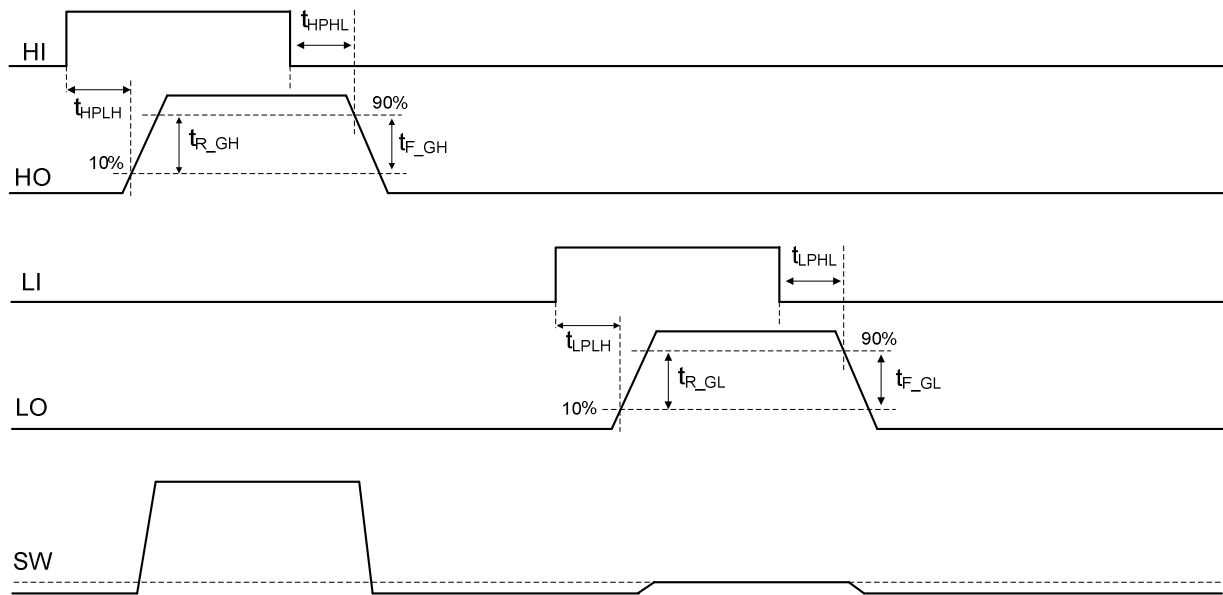 HI
tHPHL
tHPLH
90%
tR_GH
tF_GH
10%
HO
LI
tLPHL
tLPLH
90%
tR_GL
tF_GL
10%
LO
SW